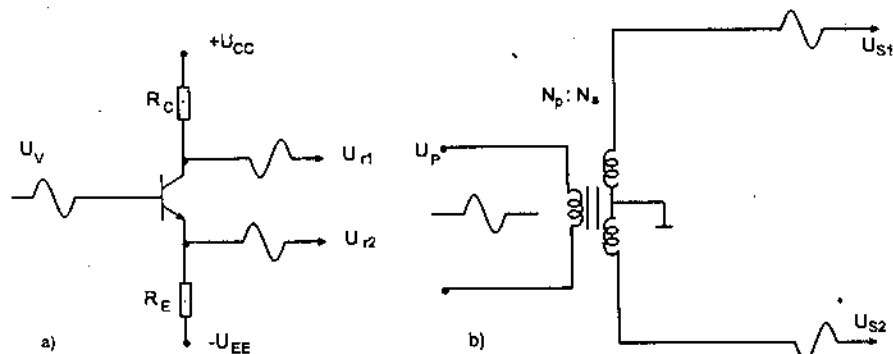 +U_CC
R_C
U_V
U_r1
U_r2
R_E
-U_EE
a)
U_S1
N_p : N_s
U_P
U_S2
b)